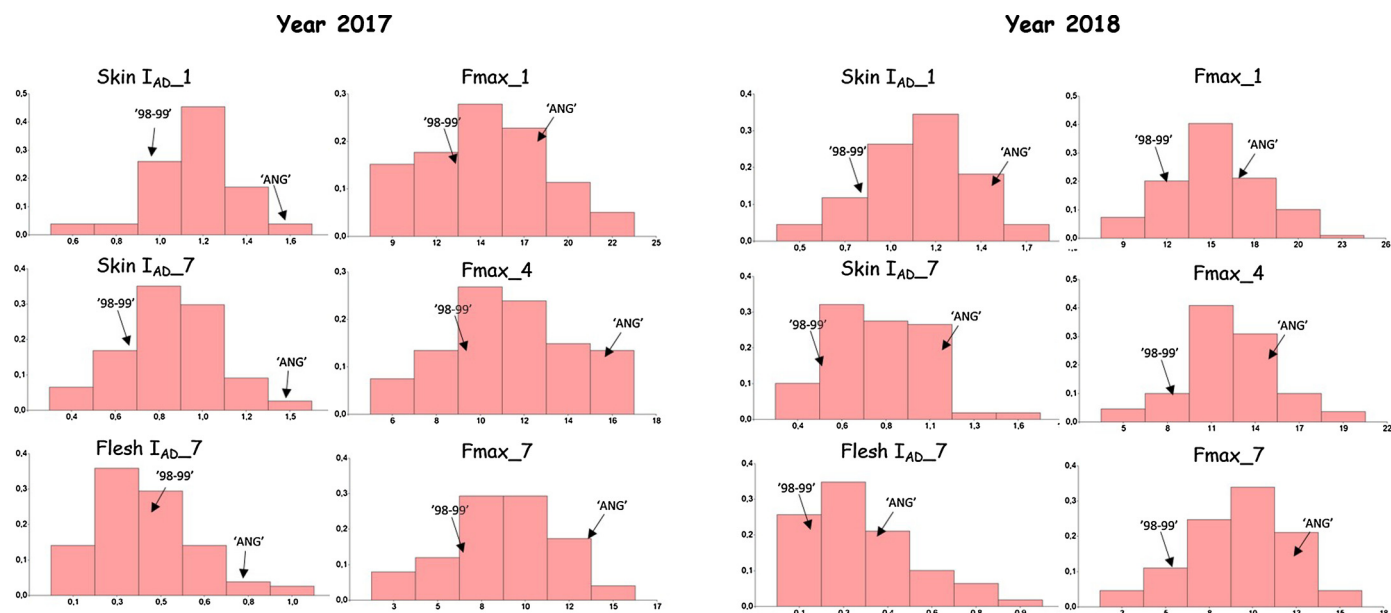 Year 2017
Year 2018
Skin IAD_1
0,5
0,4
0,3
0,2
0,1
0,0
'98-99'
'ANG'
0,6 0,8 1,0 1,2 1,4 1,6
Fmax_1
0,3
0,2
0,1
0,0
'98-99'
'ANG'
9 12 14 17 20 22 25
Skin IAD_1
0,4
0,3
0,2
0,1
0,0
'98-99'
'ANG'
0,5 0,7 1,0 1,2 1,4 1,7
Fmax_1
0,5
0,4
0,3
0,2
0,1
0,0
'98-99'
'ANG'
9 12 15 18 20 23 26
Skin IAD_7
0,4
0,3
0,2
0,1
0,0
'98-99'
'ANG'
0,4 0,6 0,8 1,0 1,2 1,5
Fmax_4
0,3
0,2
0,1
0,0
'98-99'
'ANG'
6 8 10 12 14 16 18
Skin IAD_7
0,4
0,3
0,2
0,1
0,0
'98-99'
'ANG'
0,4 0,6 0,8 1,1 1,3 1,6
Fmax_4
0,5
0,4
0,3
0,2
0,1
0,0
'98-99'
'ANG'
5 8 11 14 17 19 22
Flesh IAD_7
0,4
0,3
0,2
0,1
0,0
'98-99'
'ANG'
0,1 0,3 0,5 0,6 0,8 1,0
Fmax_7
0,4
0,3
0,2
0,1
0,0
'98-99'
'ANG'
3 5 8 10 12 15 17
Flesh IAD_7
0,4
0,3
0,2
0,1
0,0
'98-99'
'ANG'
Fmax_7
0,4
0,3
0,2
0,1
0,0
'98-99'
'ANG'